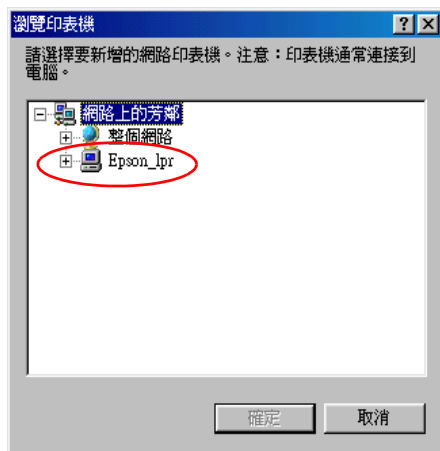 瀏覽印表機
請選擇要新增的網路印表機。注意：印表機通常連接到
電腦。
網路上的芳鄰
整個網路
Epson_lpr
確定
取消